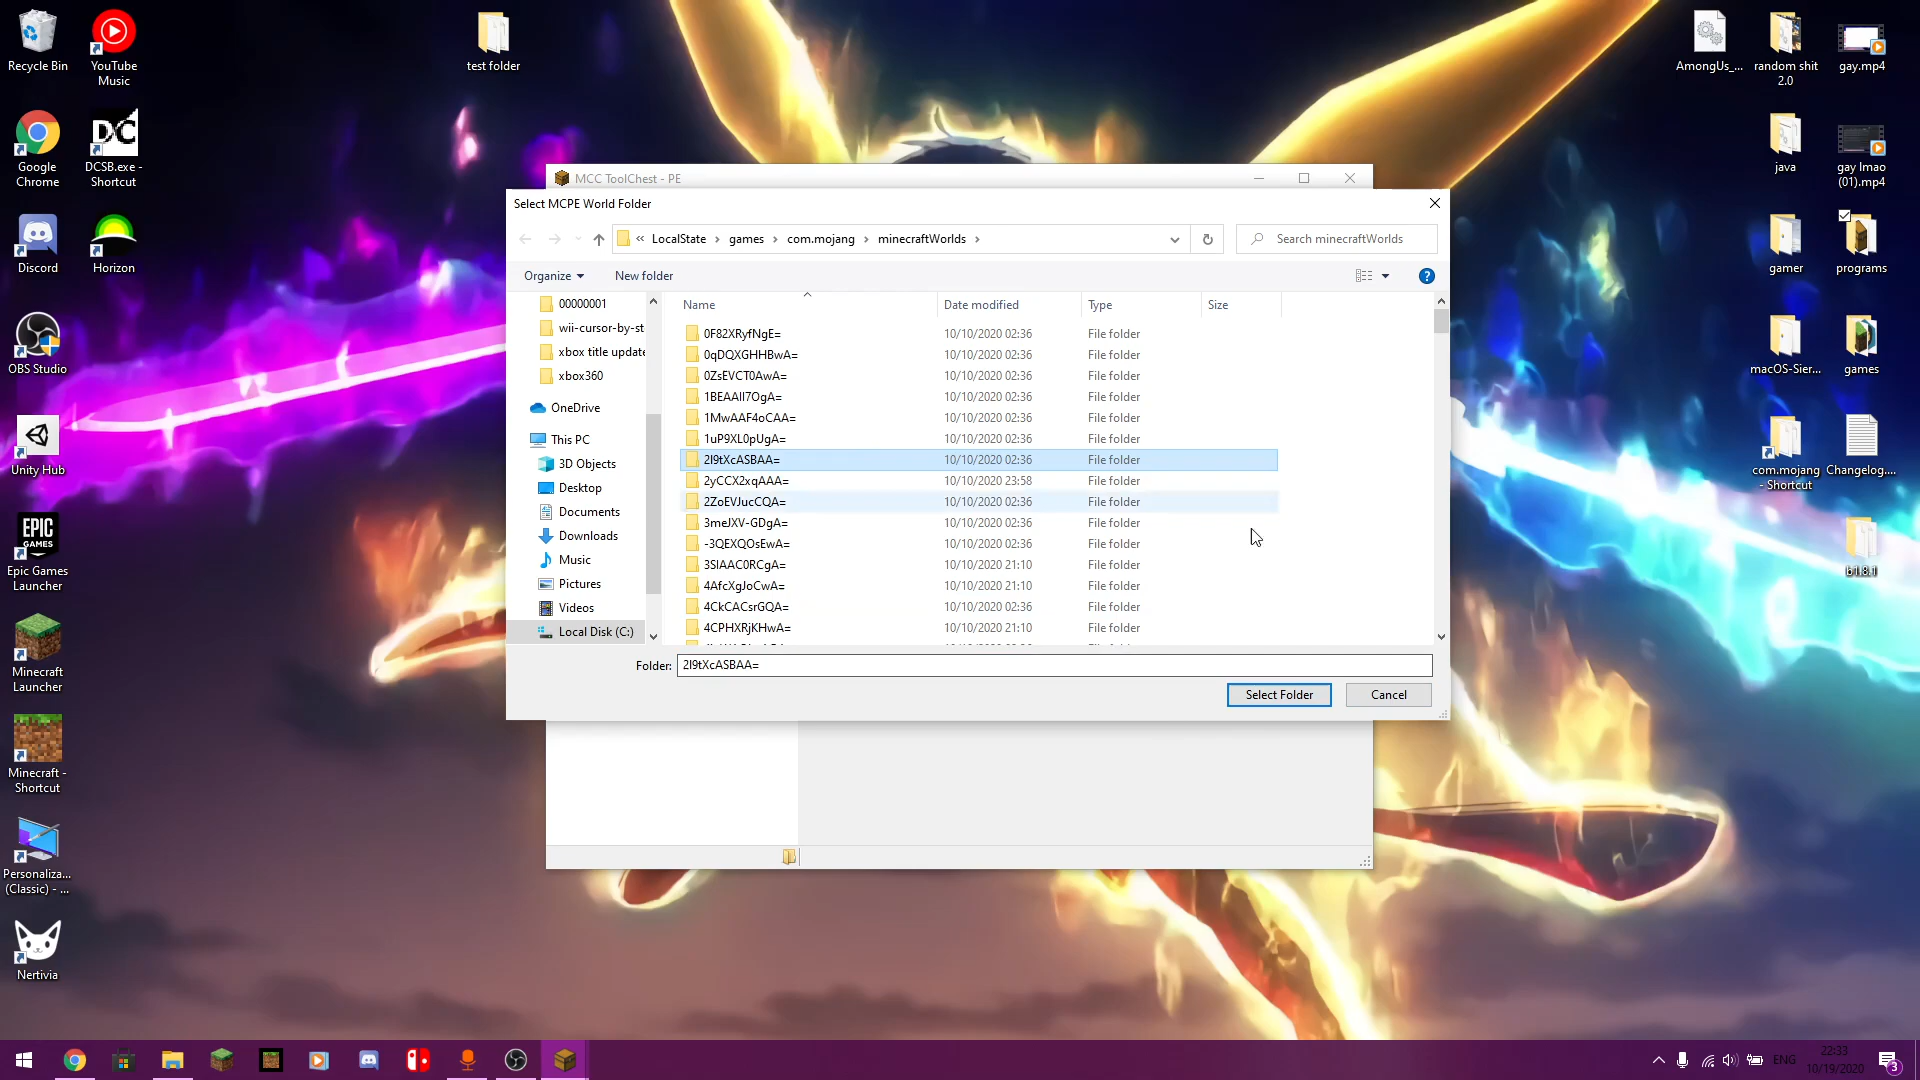 Recycle Bin
YouTube
Music
test folder
AmongUs_...
random shit
2.0
gay.mp4
Google
Chrome
DCSB.exe -
Shortcut
java
gay lmao
(01).mp4
Discord
Horizon
gamer
programs
OBS Studio
macOS-Sier...
games
Unity Hub
com.mojang
- Shortcut
Changelog....
EPIC
GAMES
Epic Games
Launcher
b1.8.1
Minecraft
Launcher
Minecraft -
Shortcut
Personaliza...
(Classic) - ...
Nertivia
MCC ToolChest - PE
Select MCPE World Folder
« LocalState › games › com.mojang › minecraftWorlds ›
Search minecraftWorlds
Organize
New folder
00000001
wii-cursor-by-st
xbox title update
xbox360
OneDrive
This PC
3D Objects
Desktop
Documents
Downloads
Music
Pictures
Videos
Local Disk (C:)
Name Date modified Type Size
0F82XRyfNgE= 10/10/2020 02:36 File folder
0qDQXGHHBwA= 10/10/2020 02:36 File folder
0ZsEVCT0AwA= 10/10/2020 02:36 File folder
1BEAAII7OgA= 10/10/2020 02:36 File folder
1MwAAF4oCAA= 10/10/2020 02:36 File folder
1uP9XL0pUgA= 10/10/2020 02:36 File folder
2I9tXcASBAA= 10/10/2020 02:36 File folder
2yCCX2xqAAA= 10/10/2020 23:58 File folder
2ZoEVJucCQA= 10/10/2020 02:36 File folder
3meJXV-GDgA= 10/10/2020 02:36 File folder
-3QEXQOsEwA= 10/10/2020 02:36 File folder
3SIAAC0RCgA= 10/10/2020 21:10 File folder
4AfcXgJoCwA= 10/10/2020 21:10 File folder
4CkCACsrGQA= 10/10/2020 02:36 File folder
4CPHXRjKHwA= 10/10/2020 21:10 File folder
Folder: 2I9tXcASBAA=
Select Folder
Cancel
ENG
22:33
10/19/2020
3